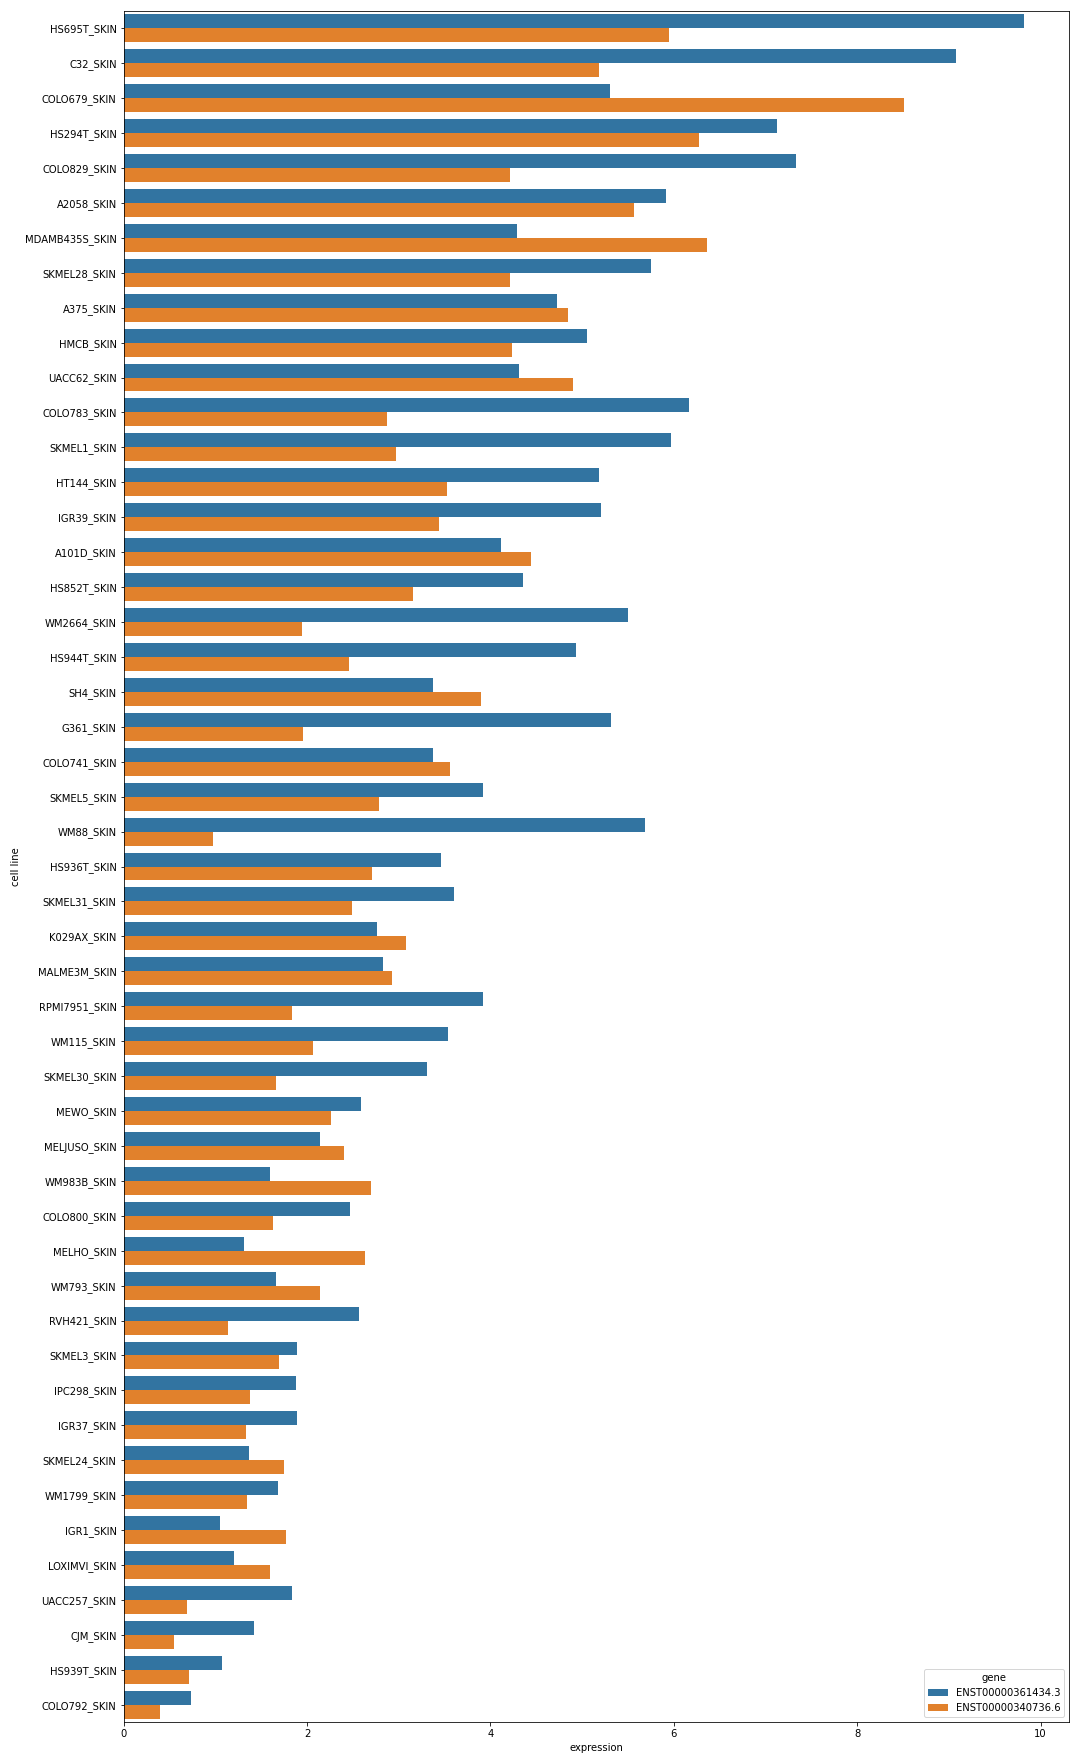 HS695T_SKIN
C32_SKIN
COLO679_SKIN
HS294T_SKIN
COLO829_SKIN
A2058_SKIN
MDAMB435S_SKIN
SKMEL28_SKIN
A375_SKIN
HMCB_SKIN
UACC62_SKIN
COLO783_SKIN
SKMEL1_SKIN
HT144_SKIN
IGR39_SKIN
A101D_SKIN
HS852T_SKIN
WM2664_SKIN
HS944T_SKIN
SH4_SKIN
G361_SKIN
COLO741_SKIN
SKMEL5_SKIN
WM88_SKIN
HS936T_SKIN
SKMEL31_SKIN
K029AX_SKIN
MALME3M_SKIN
RPMI7951_SKIN
WM115_SKIN
SKMEL30_SKIN
MEWO_SKIN
MELJUSO_SKIN
WM983B_SKIN
COLO800_SKIN
MELHO_SKIN
WM793_SKIN
RVH421_SKIN
SKMEL3_SKIN
IPC298_SKIN
IGR37_SKIN
SKMEL24_SKIN
WM1799_SKIN
IGR1_SKIN
LOXIMVI_SKIN
UACC257_SKIN
CJM_SKIN
HS939T_SKIN
COLO792_SKIN
cell line
0 2 4 6 8 10
expression
gene
ENST00000361434.3
ENST00000340736.6